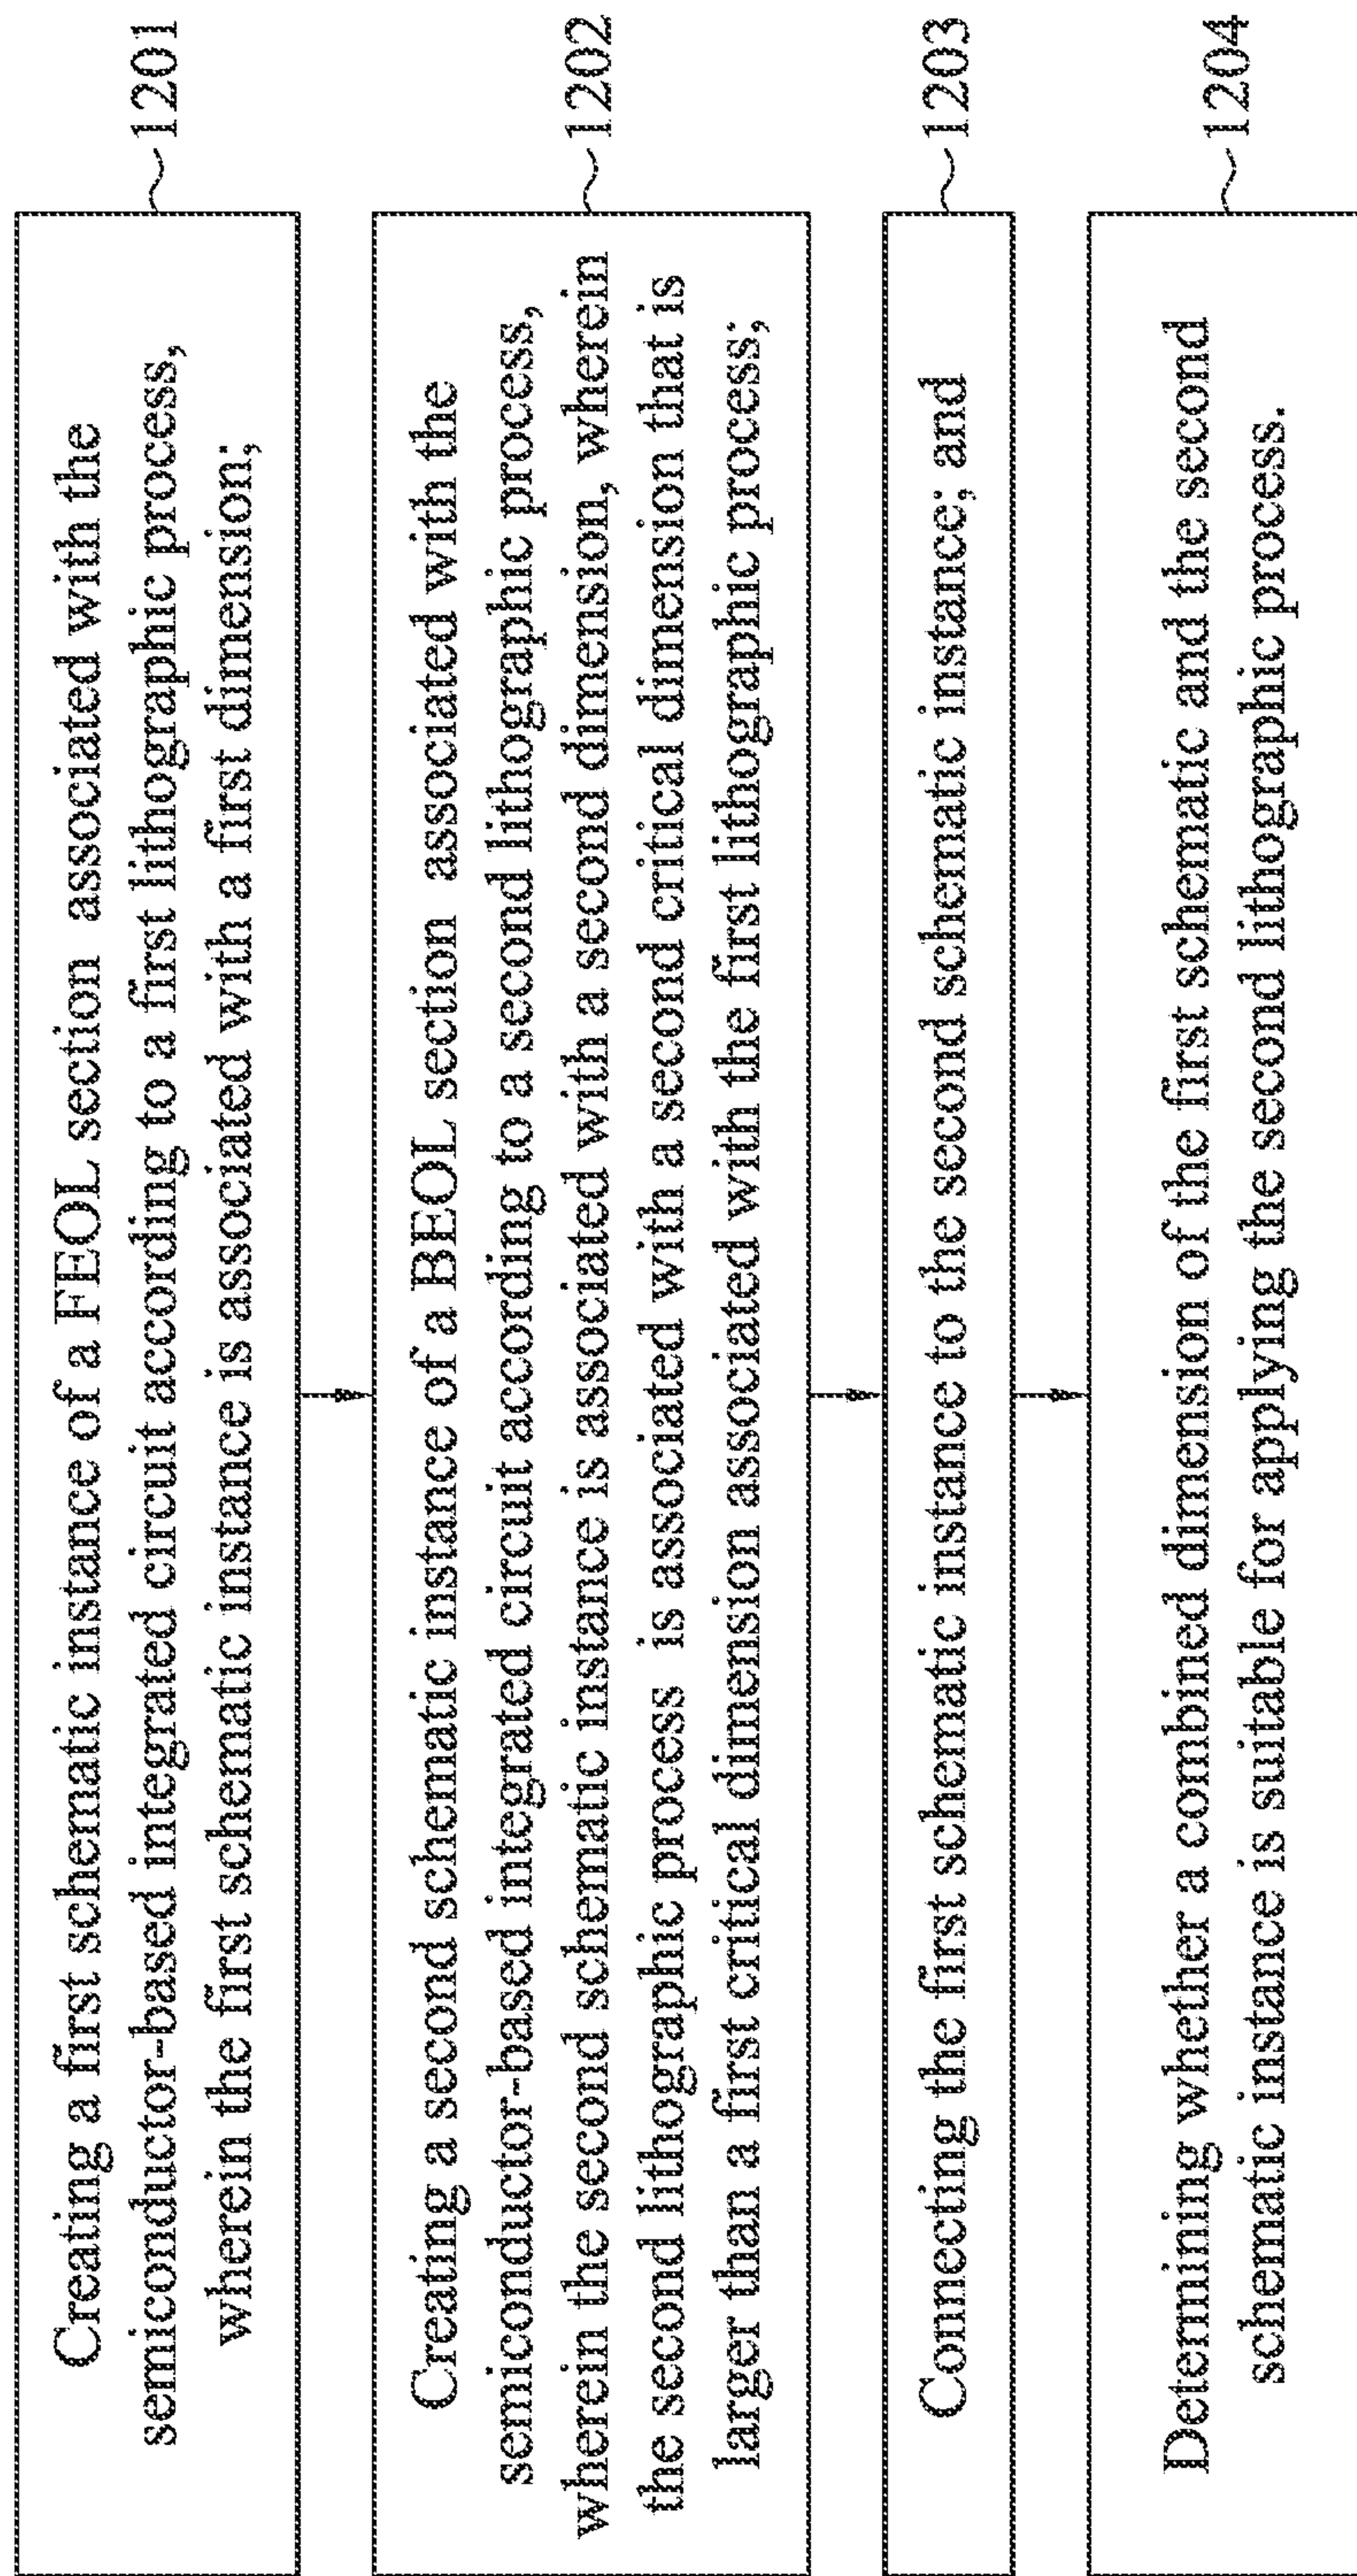 Creating a first schematic instance of a FEOL section associated with the
semiconductor-based integrated circuit according to a first lithographic process,
wherein the first schematic instance is associated with a first dimension;
1201
Creating a second schematic instance of a BEOL section associated with the
semiconductor-based integrated circuit according to a second lithographic process,
wherein the second schematic instance is associated with a second dimension, wherein
the second lithographic process is associated with a second critical dimension that is
larger than a first critical dimension associated with the first lithographic process;
1202
Connecting the first schematic instance to the second schematic instance; and
1203
Determining whether a combined dimension of the first schematic and the second
schematic instance is suitable for applying the second lithographic process.
1204